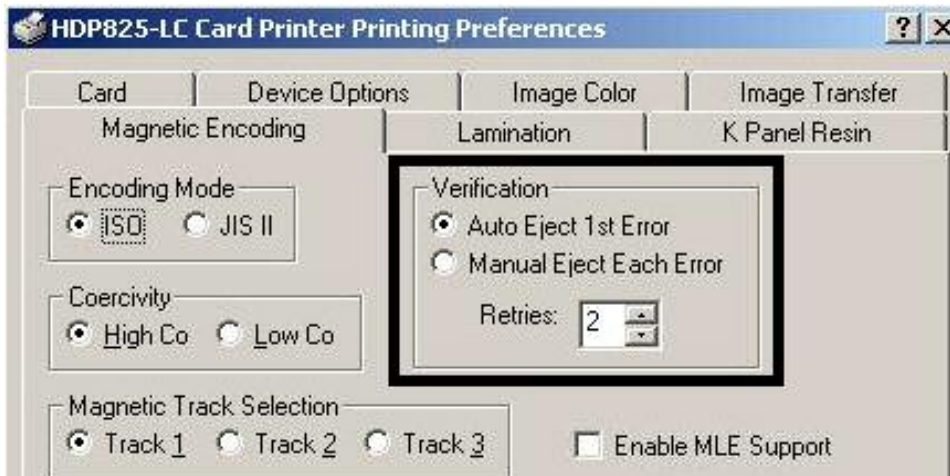 HDP825-LC Card Printer Printing Preferences ? X
Card Device Options Image Color Image Transfer
Magnetic Encoding Lamination K Panel Resin
Encoding Mode
ISO JIS II
Verification
Auto Eject 1st Error
Manual Eject Each Error
Retries: 2
Coercivity
High Co Low Co
Magnetic Track Selection
Track 1 Track 2 Track 3
Enable MLE Support